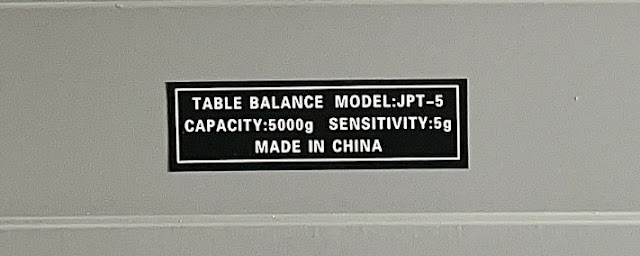 TABLE BALANCE MODEL:JPT-5
CAPACITY:5000g SENSITIVITY:5g
MADE IN CHINA